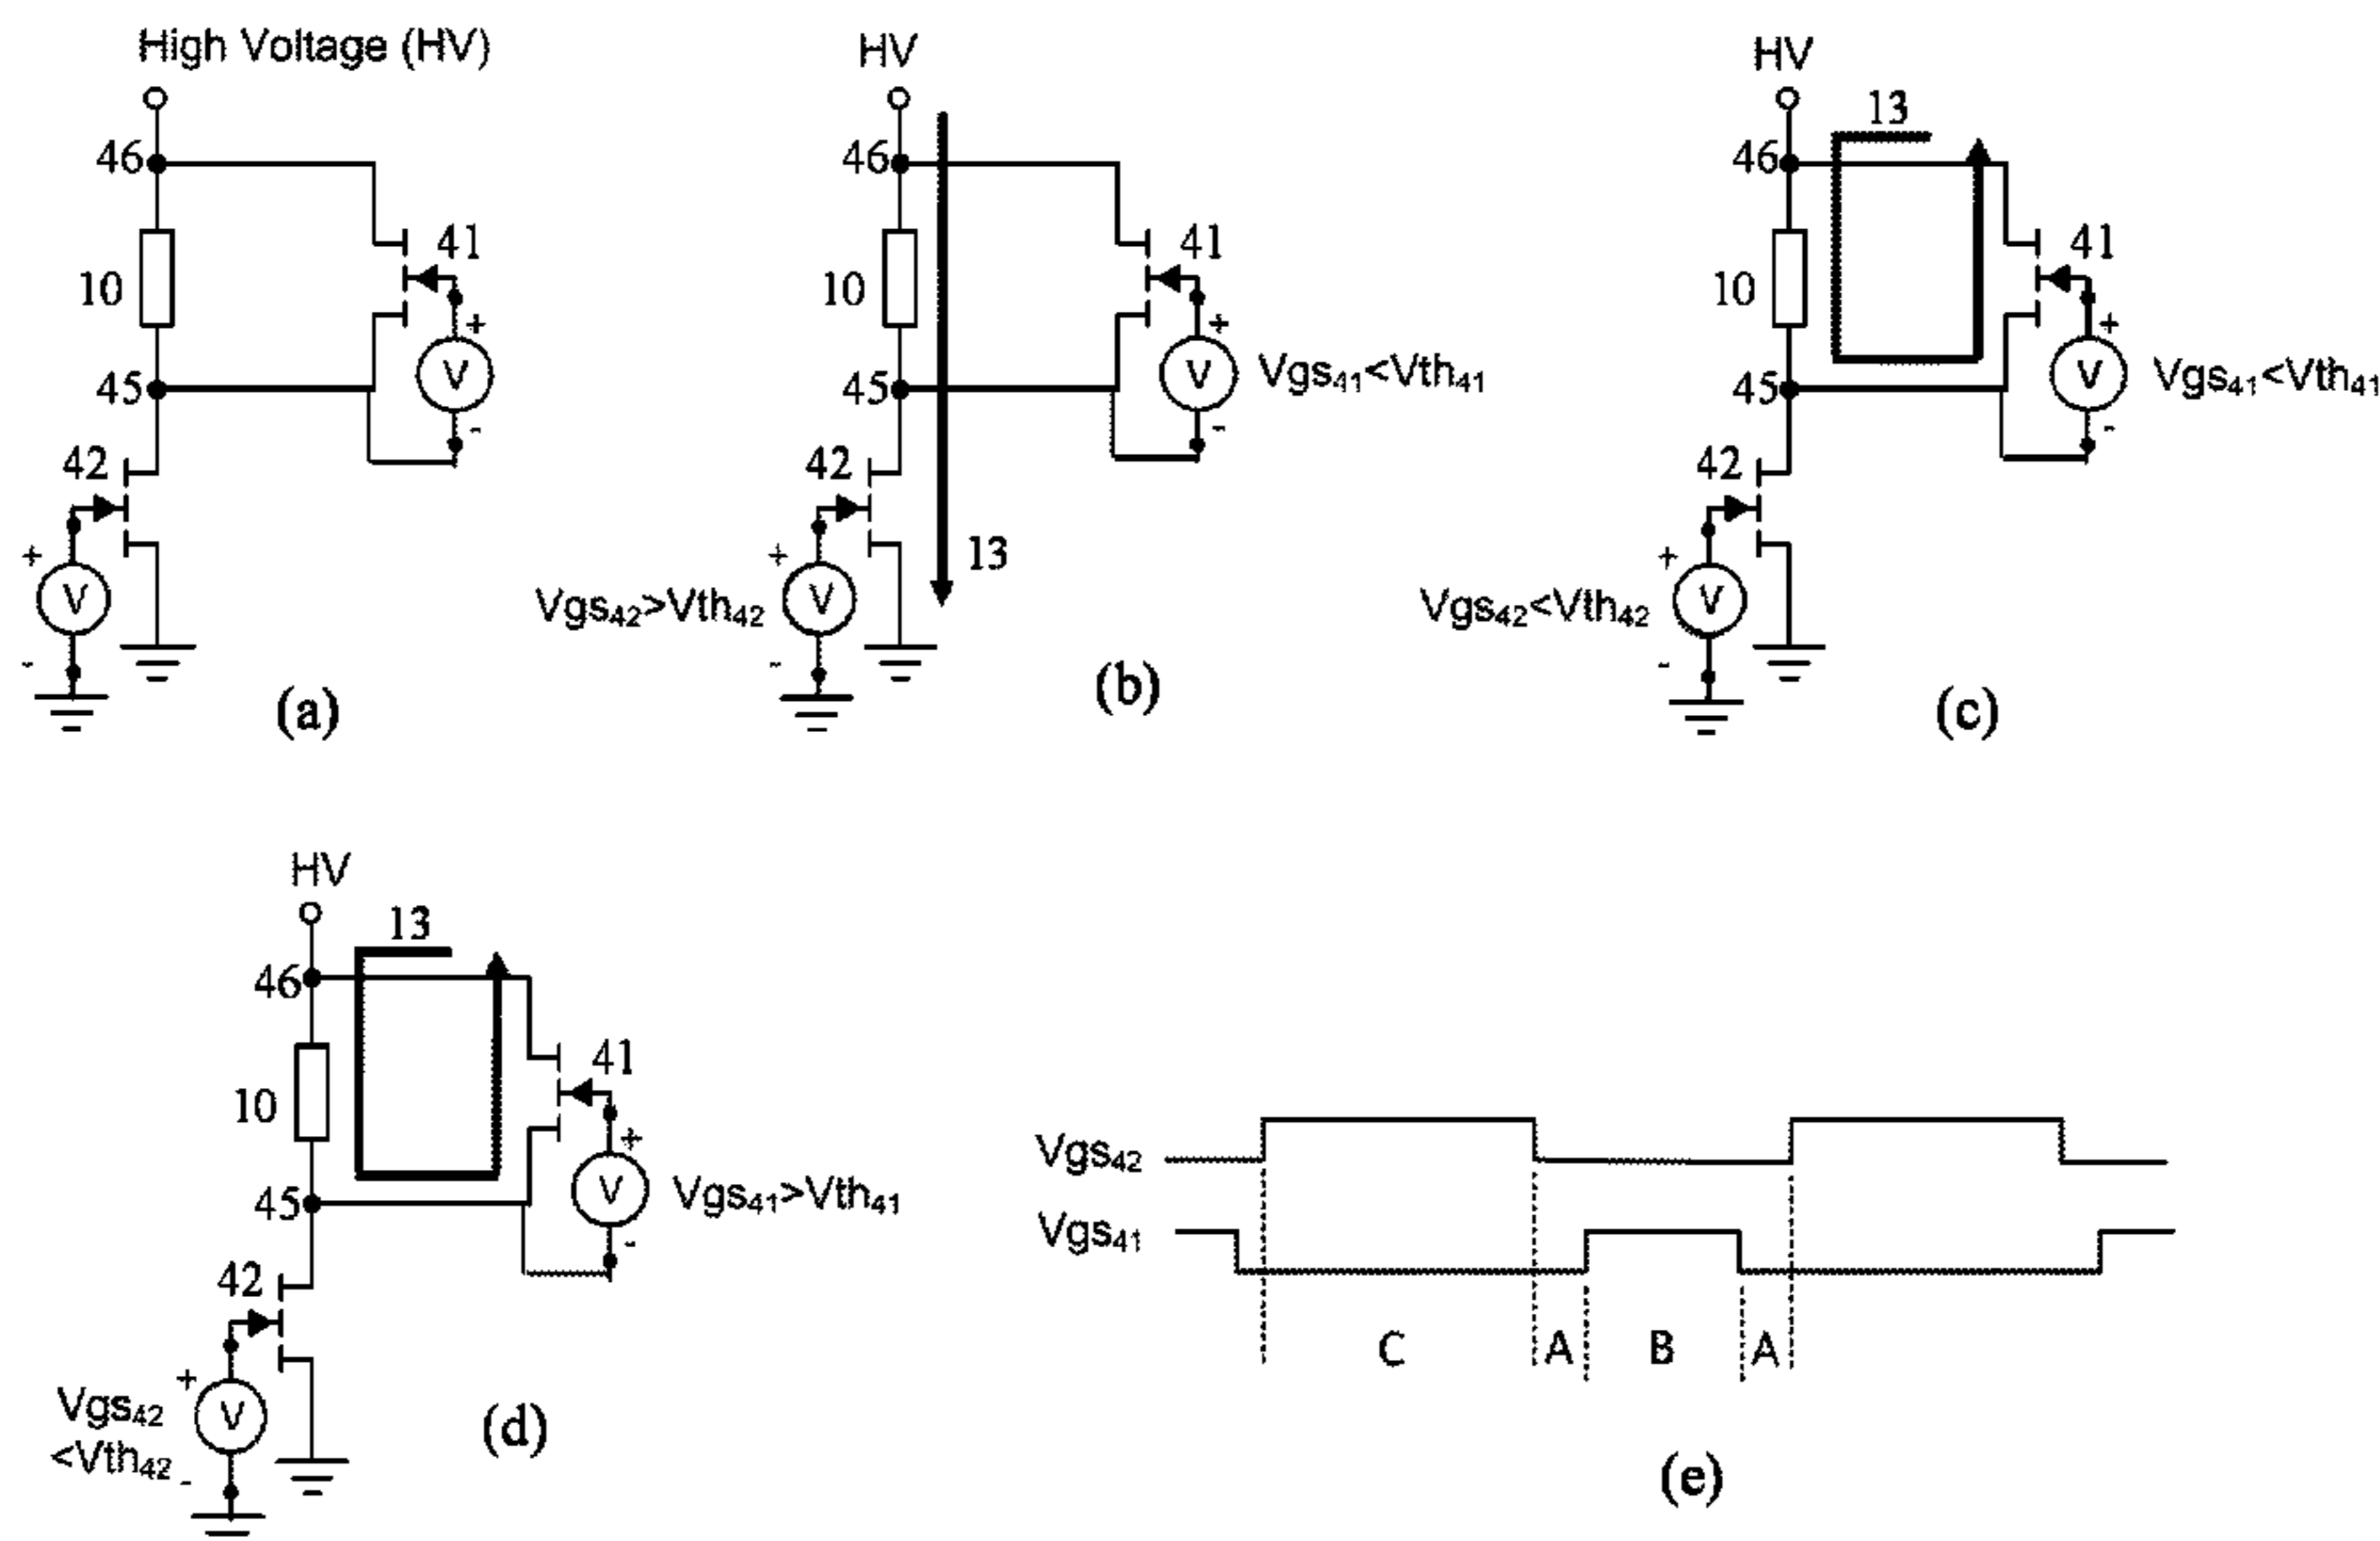 High Voltage (HV)
46
41
10
+
V
45
-
42
+
V
-
(a)
HV
46
41
10
+
V
Vgs41<Vth41
45
-
42
13
+
V
Vgs42>Vth42
-
(b)
HV
13
46
41
10
+
V
Vgs41<Vth41
45
-
42
+
V
Vgs42<Vth42
-
(c)
HV
13
46
41
10
+
V
Vgs41>Vth41
45
-
42
+
V
Vgs42
<Vth42
-
(d)
Vgs42
Vgs41
C A B A
(e)